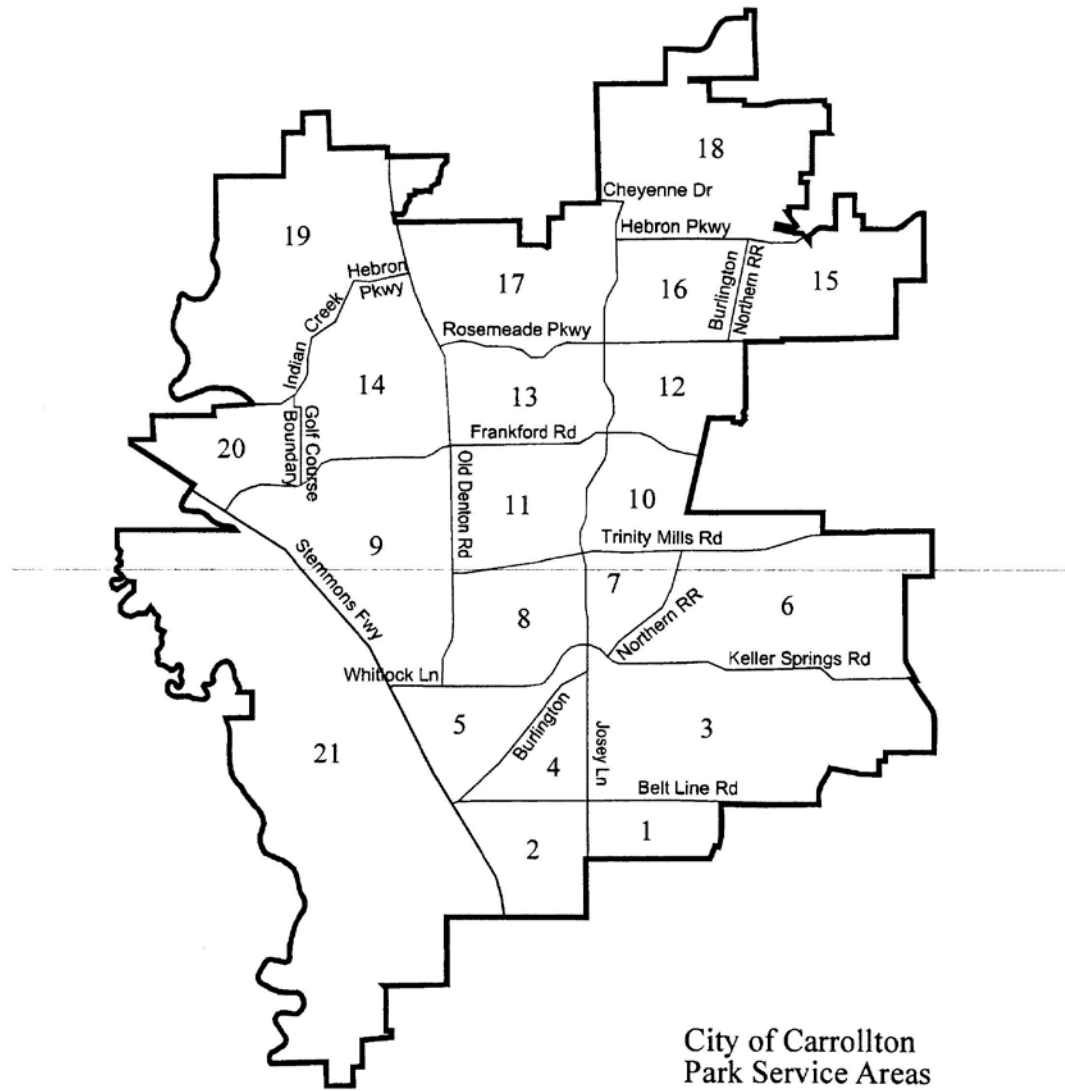 18
Cheyenne Dr
Hebron Pkwy
19
Hebron
Pkwy
17
16
Burlington
Northern RR
15
Indian Creek
Rosemeade Pkwy
14
13
12
20
Golf Course
Boundary
Frankford Rd
Old Denton Rd
11
10
9
Trinity Mills Rd
Stemmons Fwy
7
8
Northern RR
6
Whitlock Ln
Keller Springs Rd
5
Burlington
4
Josey Ln
3
21
Belt Line Rd
2
1
City of Carrollton
Park Service Areas